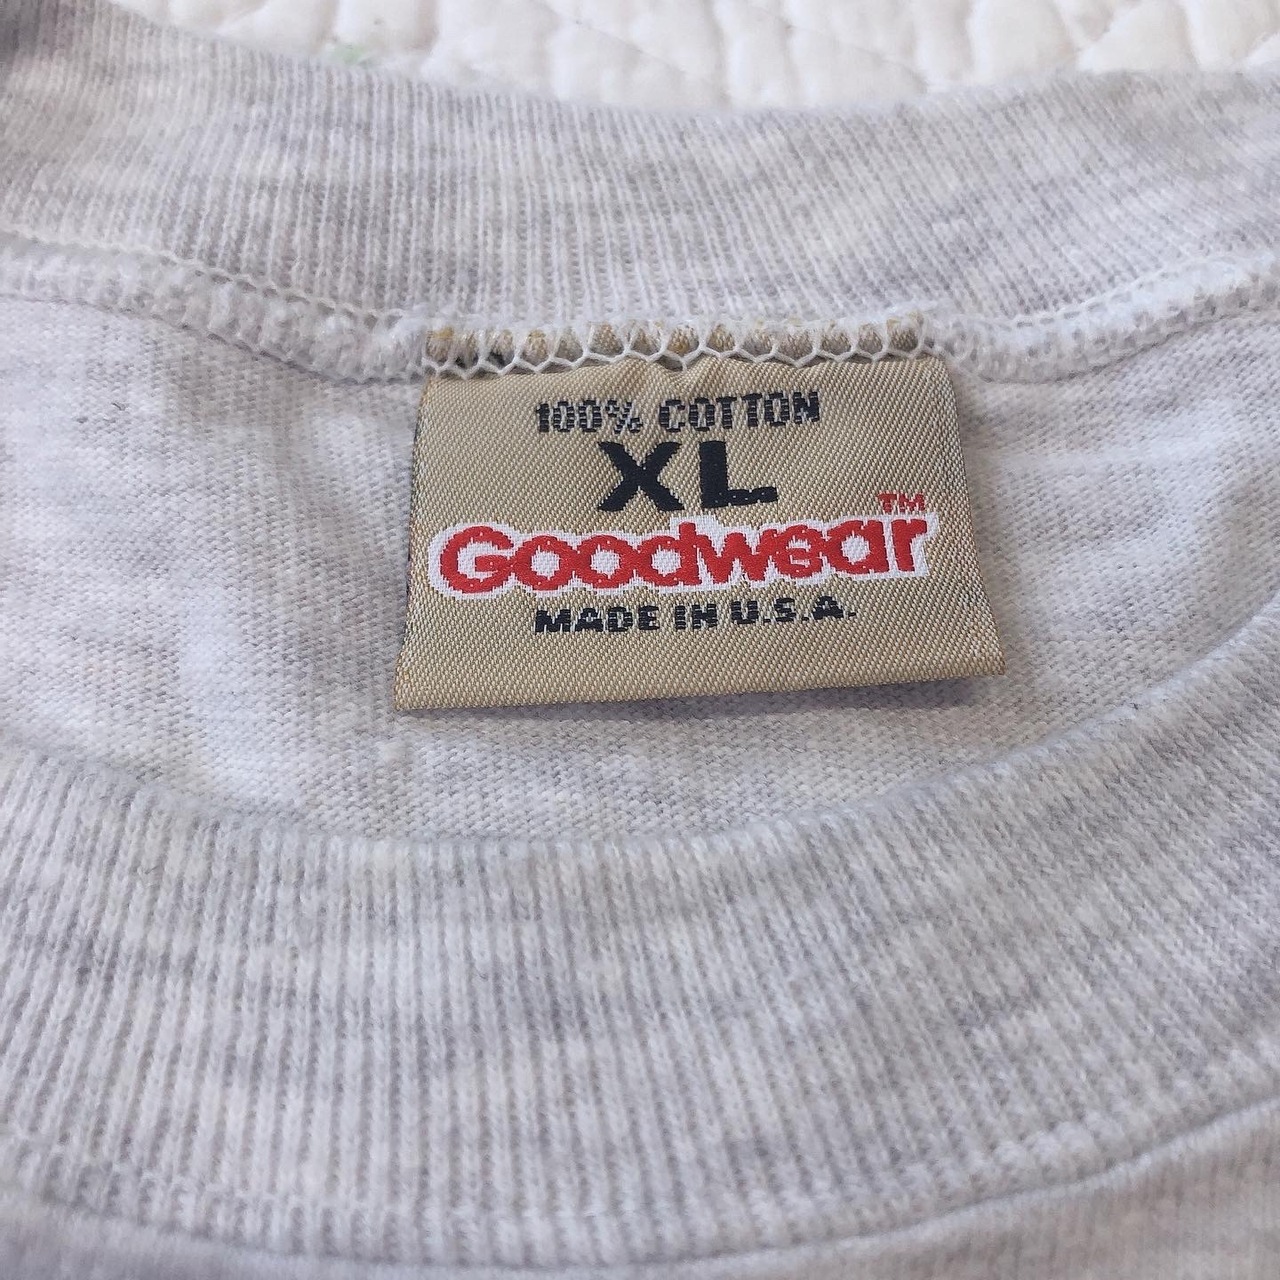 100% COTTON
XL
Goodwear™
MADE IN U.S.A.